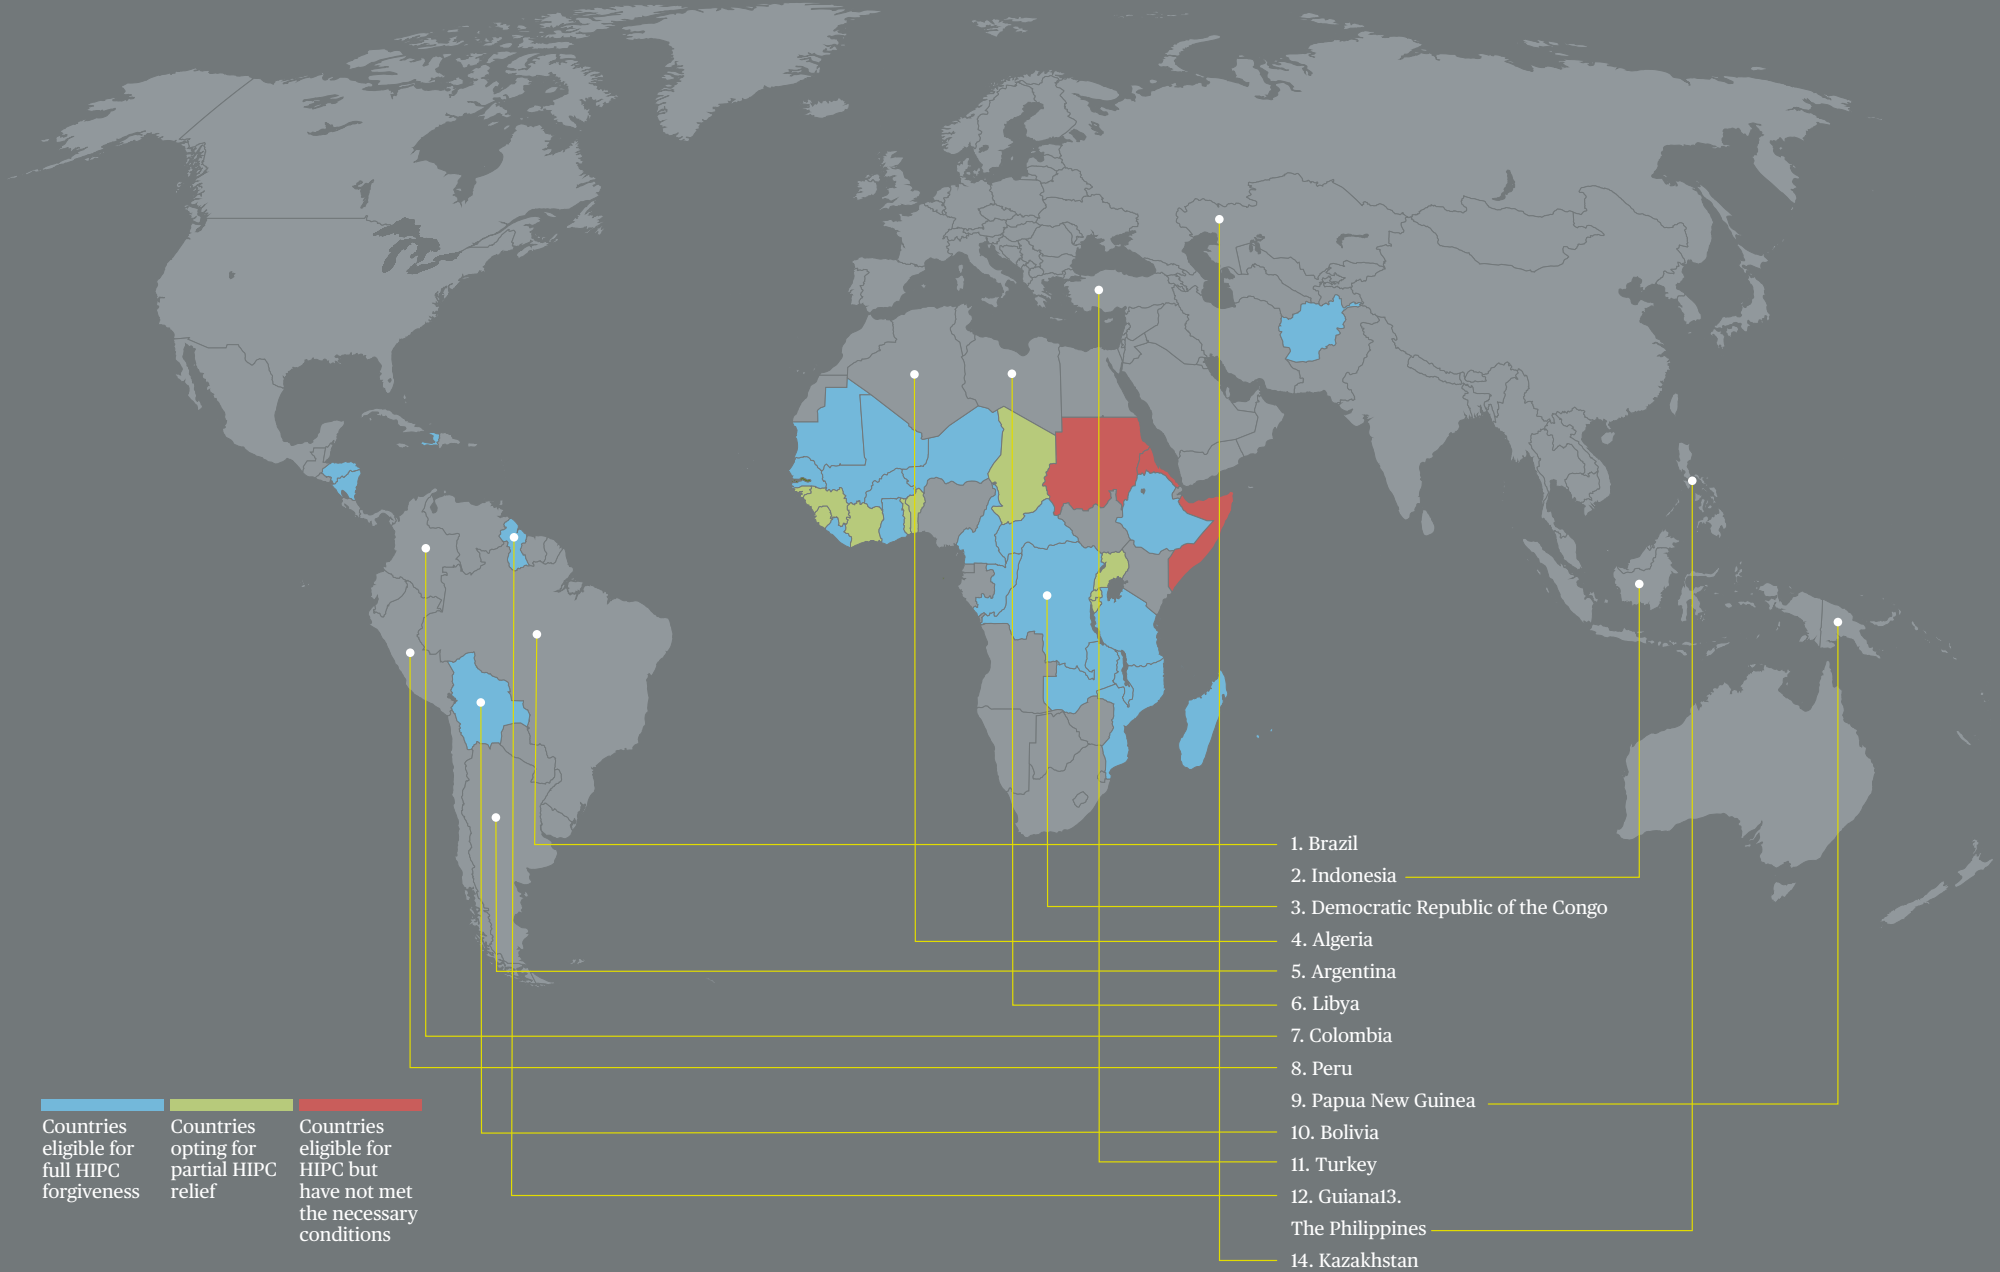 1. Brazil
2. Indonesia
3. Democratic Republic of the Congo
4. Algeria
5. Argentina
6. Libya
7. Colombia
8. Peru
9. Papua New Guinea
10. Bolivia
11. Turkey
12. Guiana13.
The Philippines
14. Kazakhstan
Countries
eligible for
full HIPC
forgiveness
Countries
opting for
partial HIPC
relief
Countries
eligible for
HIPC but
have not met
the necessary
conditions